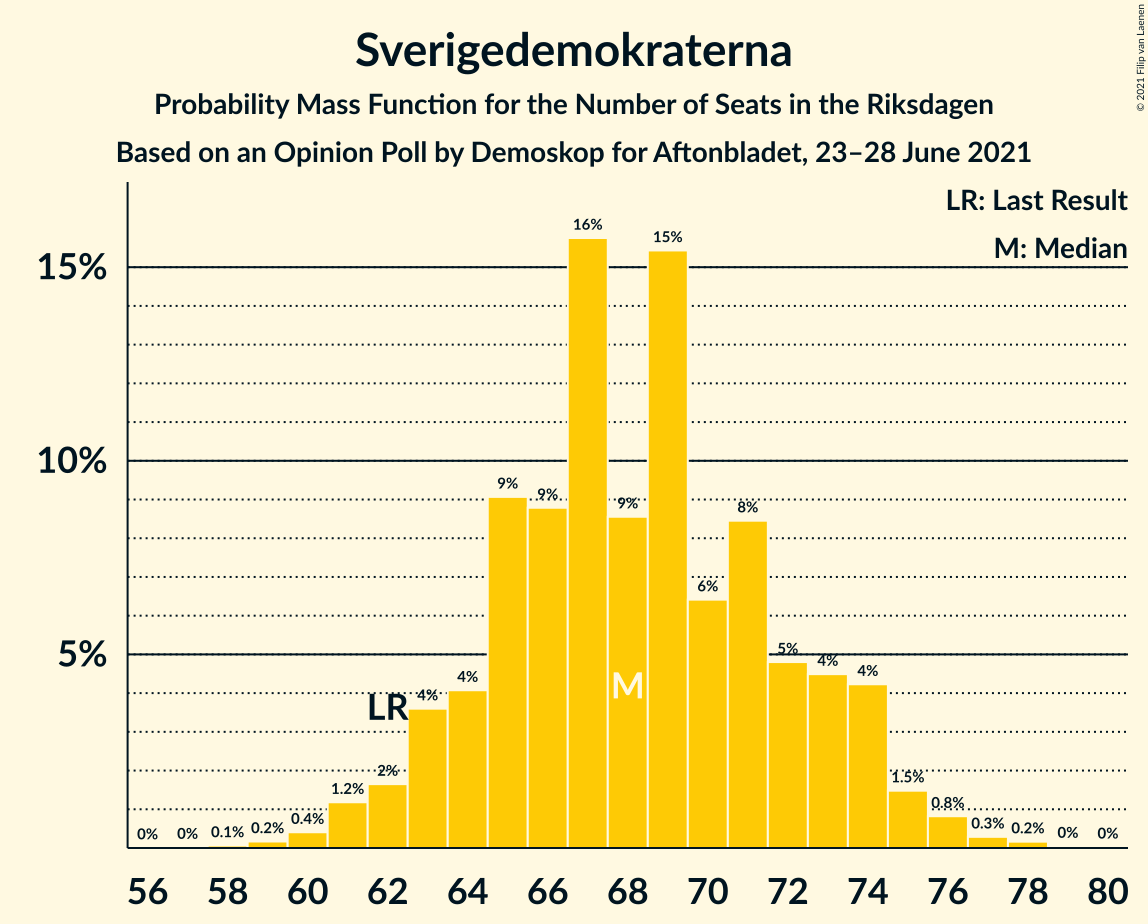 Sverigedemokraterna
Probability Mass Function for the Number of Seats in the Riksdagen
Based on an Opinion Poll by Demoskop for Aftonbladet, 23–28 June 2021
© 2021 Filip van Laenen
LR: Last Result
M: Median
15%
10%
5%
0% 0% 0.1% 0.2% 0.4% 1.2% 2% 4% 4% 9% 9% 16% 9% 15% 6% 8% 5% 4% 4% 1.5% 0.8% 0.3% 0.2% 0% 0%
LR
M
56 58 60 62 64 66 68 70 72 74 76 78 80